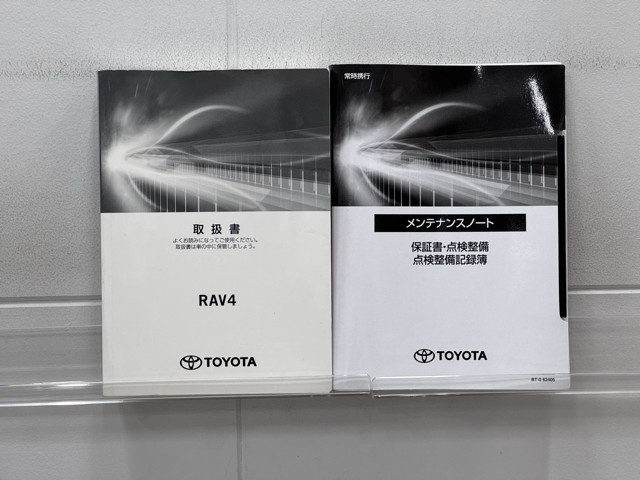 取扱書
よくお読みになってご使用ください。
取扱書は車の中に保管しましょう。
RAV4
TOYOTA
常時携行
メンテナンスノート
保証書・点検整備
点検整備記録簿
TOYOTA